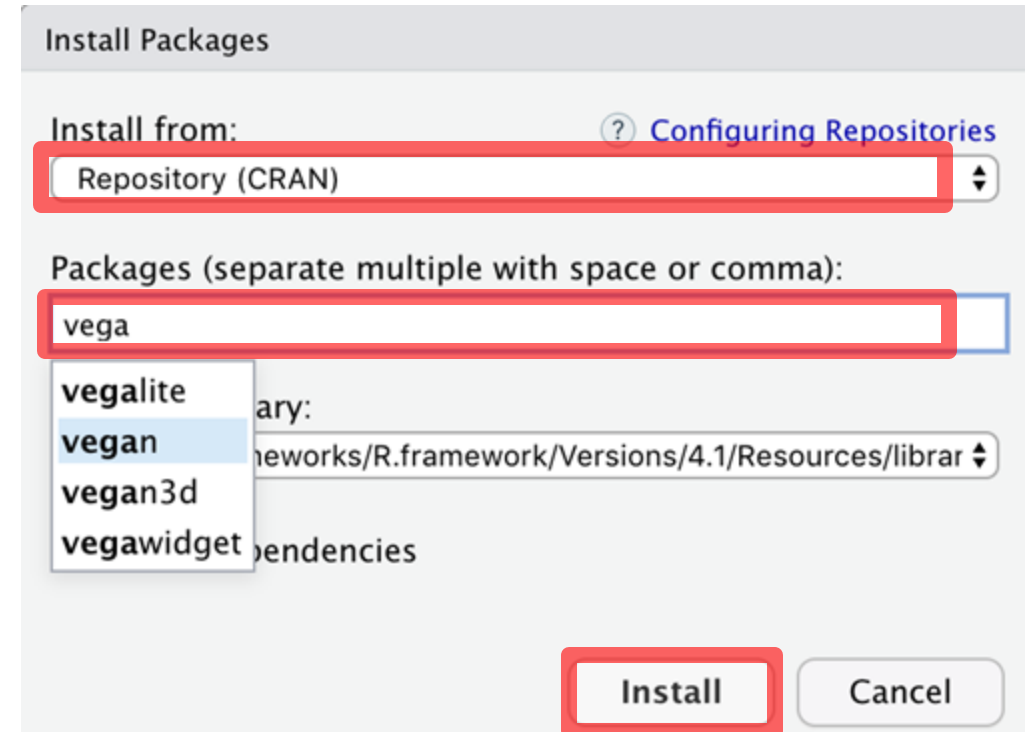 Install Packages
Install from:
? Configuring Repositories
Repository (CRAN)
Packages (separate multiple with space or comma):
vega
vegalite
vegan
vegan3d
vegawidget
ary:
neworks/R.framework/Versions/4.1/Resources/librar
pendencies
Install
Cancel